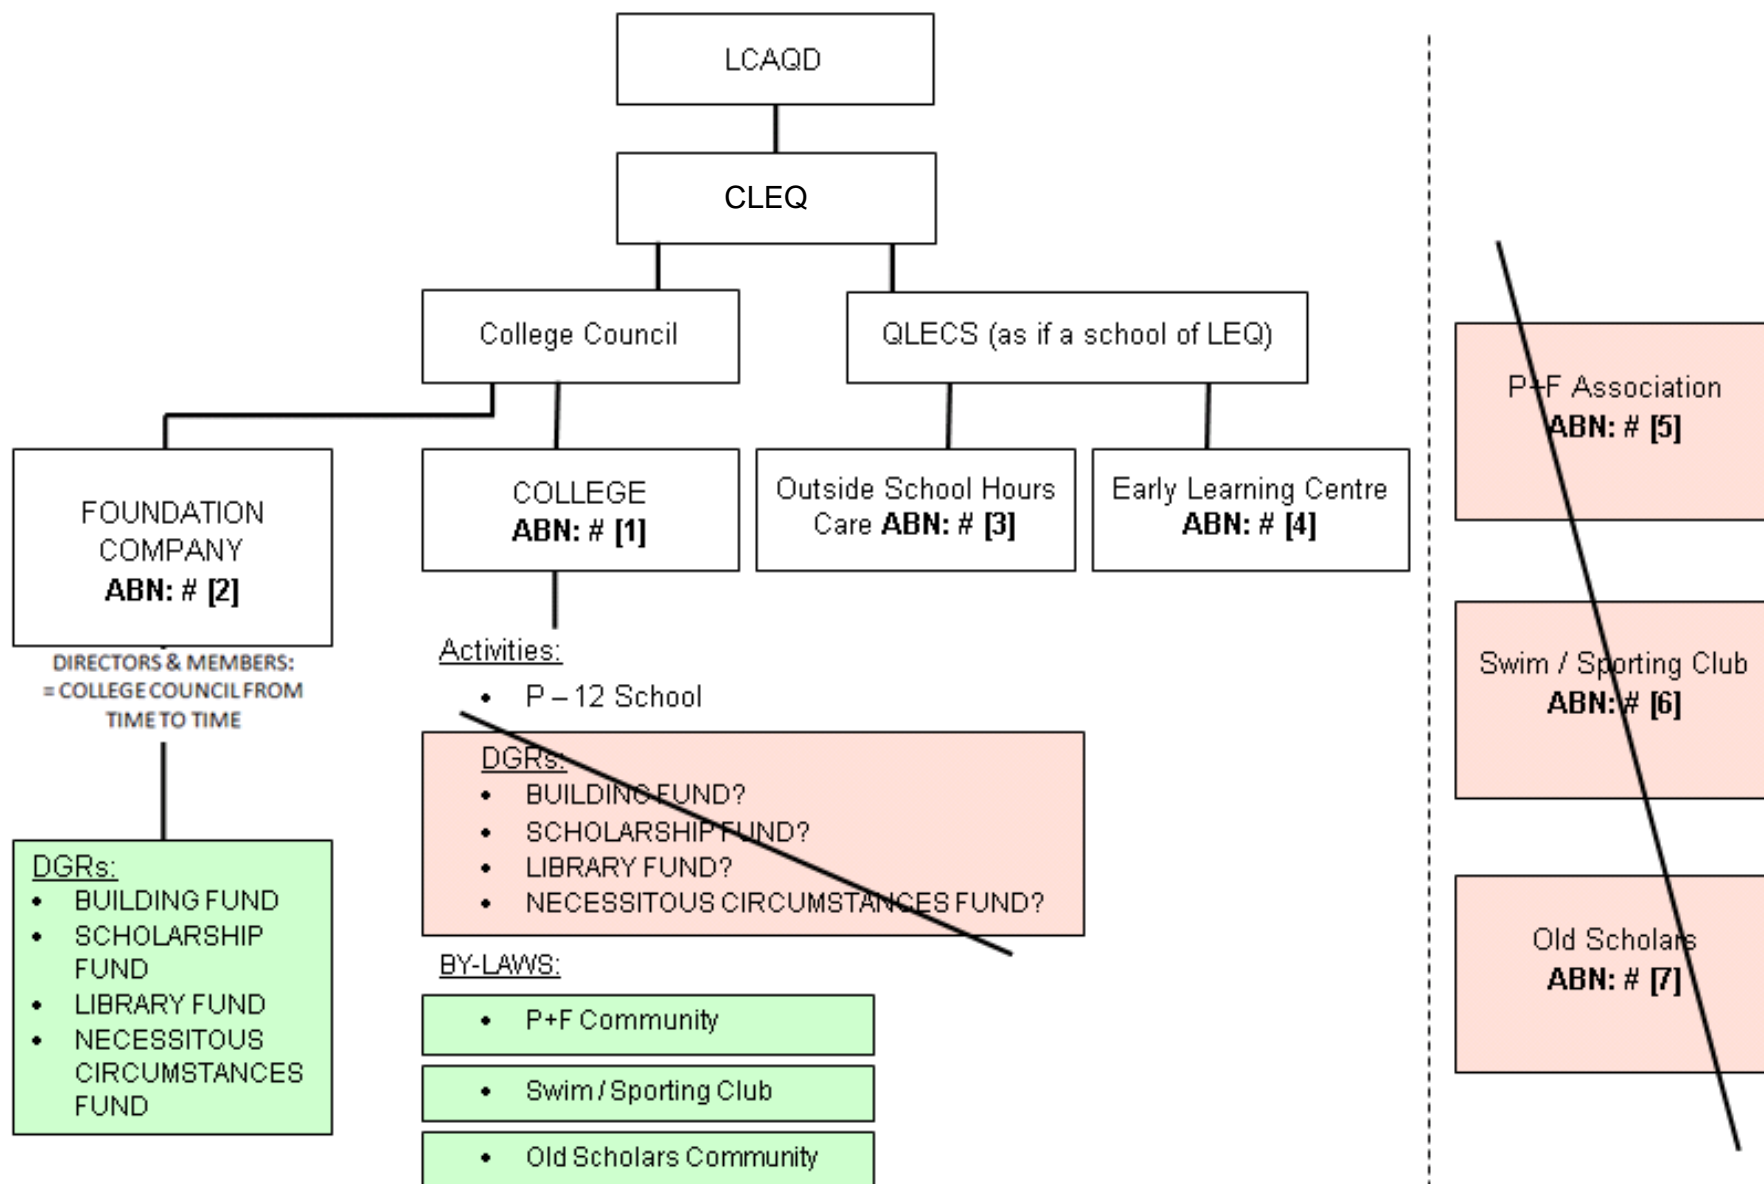 LCAQD
CLEQ
College Council
QLECS (as if a school of LEQ)
FOUNDATION
COMPANY
ABN: # [2]
COLLEGE
ABN: # [1]
Outside School Hours
Care ABN: # [3]
Early Learning Centre
ABN: # [4]
DIRECTORS & MEMBERS:
= COLLEGE COUNCIL FROM
TIME TO TIME
DGRs:
• BUILDING FUND
• SCHOLARSHIP
FUND
• LIBRARY FUND
• NECESSITOUS
CIRCUMSTANCES
FUND
Activities:
• P – 12 School
DGRs:
• BUILDING FUND?
• SCHOLARSHIP FUND?
• LIBRARY FUND?
• NECESSITOUS CIRCUMSTANCES FUND?
BY-LAWS:
• P+F Community
• Swim / Sporting Club
• Old Scholars Community
P+F Association
ABN: # [5]
Swim / Sporting Club
ABN: # [6]
Old Scholars
ABN: # [7]